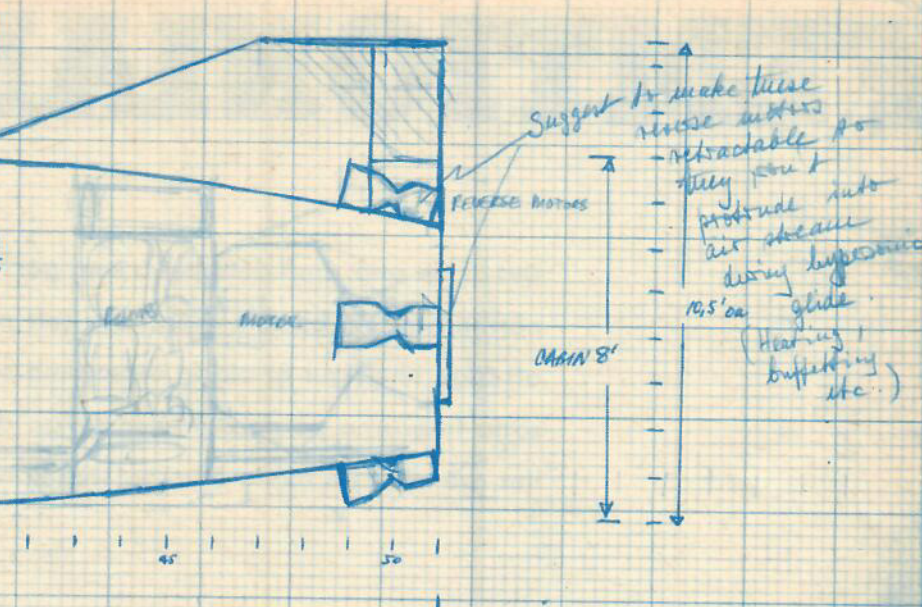 Suggest to make these
reverse motors
retractable so
they don't
protrude into
air stream
during hypersonic
glide.
(Heating,
buffeting
etc.)
REVERSE MOTORS
MOTOR
10,5' oa
CABIN 8'
45
50